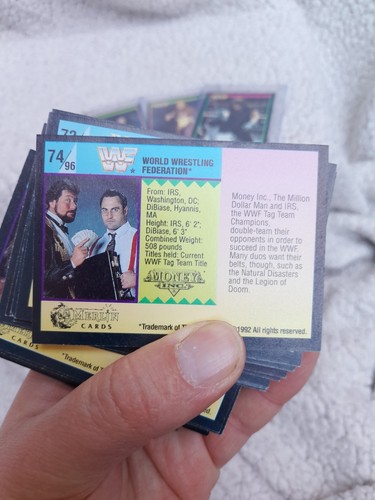 74/96
WF
WORLD WRESTLING
FEDERATION*
From: IRS,
Washington, DC;
DiBiase, Hyannis,
MA
Height: IRS, 6' 2";
DiBiase, 6' 3"
Combined Weight:
508 pounds
Titles held: Current
WWF Tag Team Title
MONEY
INC.
Money Inc., The Million
Dollar Man and IRS,
the WWF Tag Team
Champions,
double-team their
opponents in order to
succeed in the WWF.
Many duos want their
belts, though, such as
the Natural Disasters
and the Legion of
Doom.
MERLIN
CARDS
*Trademark of
©1992 All rights reserved.
CARDS
*Trademark of